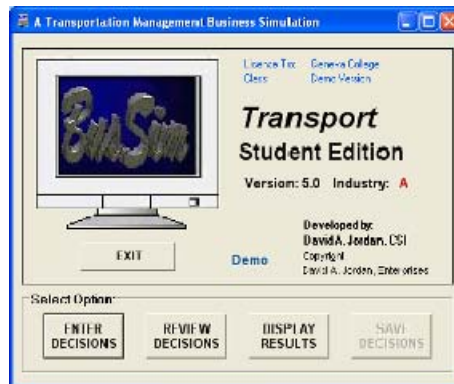 A Transportation Management Business Simulation
Licence To: Geneva College
Class Demo Version
BusSim
Transport
Student Edition
Version: 5.0 Industry: A
Developed by:
David A. Jordan, CSI
Copyright
David A. Jordan, Enterprises
EXIT
Demo
Select Option:
ENTER DECISIONS
REVIEW DECISIONS
DISPLAY RESULTS
SAVE DECISIONS